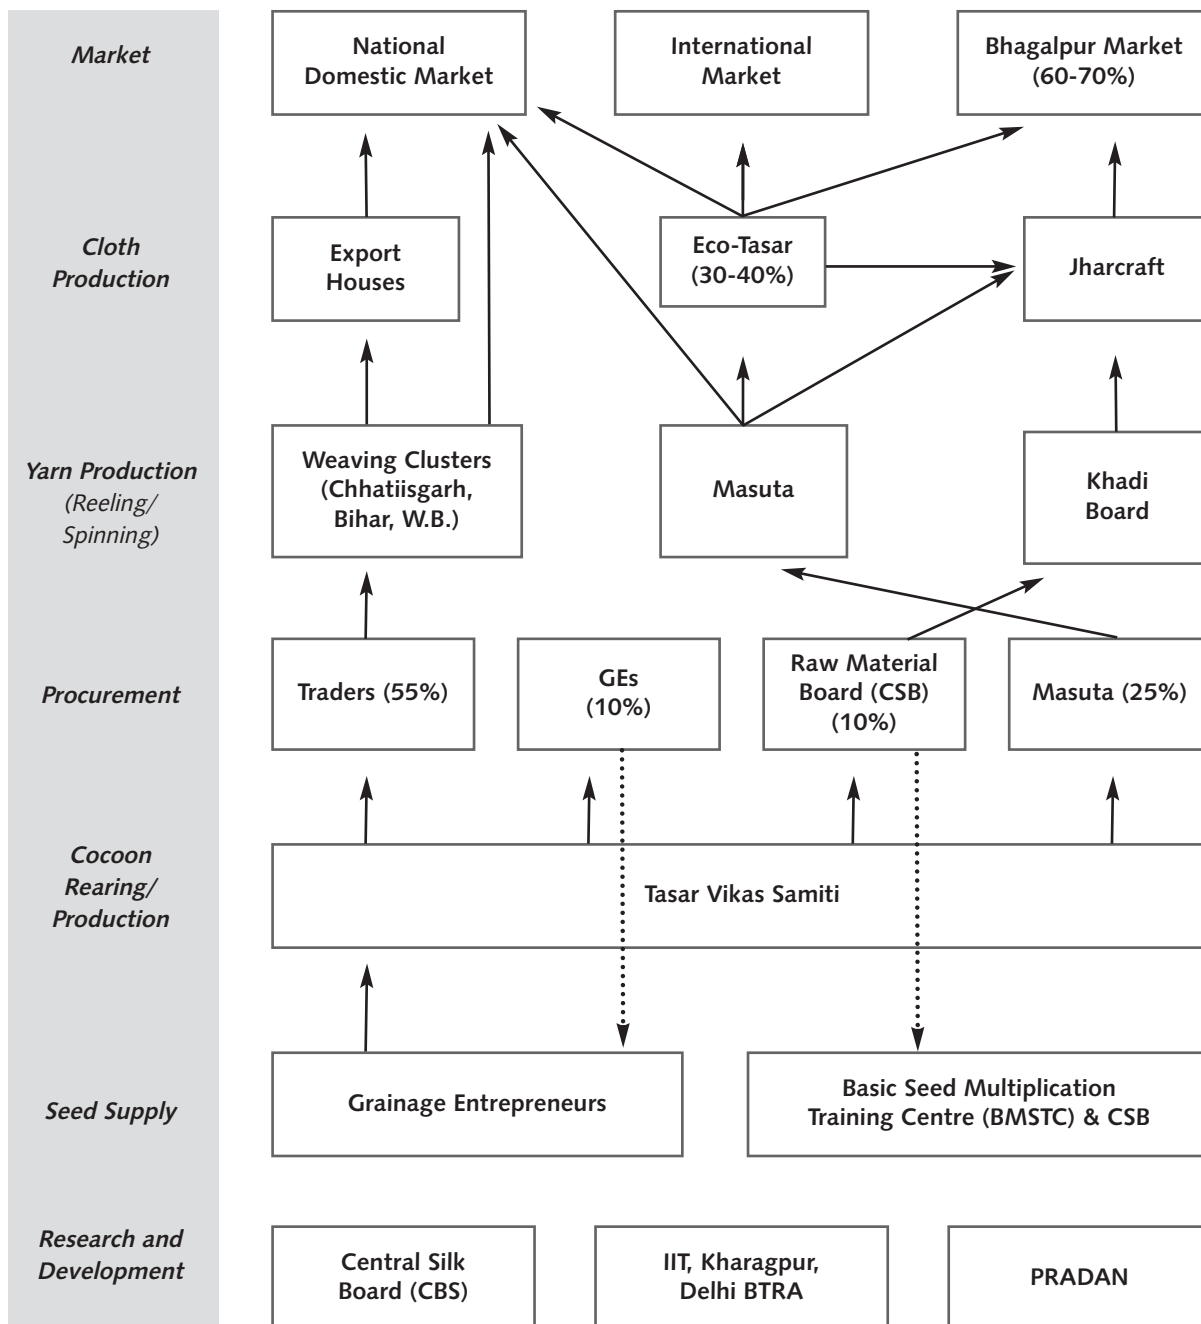 Market
National
Domestic Market
International
Market
Bhagalpur Market
(60-70%)
Cloth
Production
Export
Houses
Eco-Tasar
(30-40%)
Jharcraft
Yarn Production
(Reeling/
Spinning)
Weaving Clusters
(Chhatiisgarh,
Bihar, W.B.)
Masuta
Khadi
Board
Procurement
Traders (55%)
GEs
(10%)
Raw Material
Board (CSB)
(10%)
Masuta (25%)
Cocoon
Rearing/
Production
Tasar Vikas Samiti
Seed Supply
Grainage Entrepreneurs
Basic Seed Multiplication
Training Centre (BMSTC) & CSB
Research and
Development
Central Silk
Board (CBS)
IIT, Kharagpur,
Delhi BTRA
PRADAN